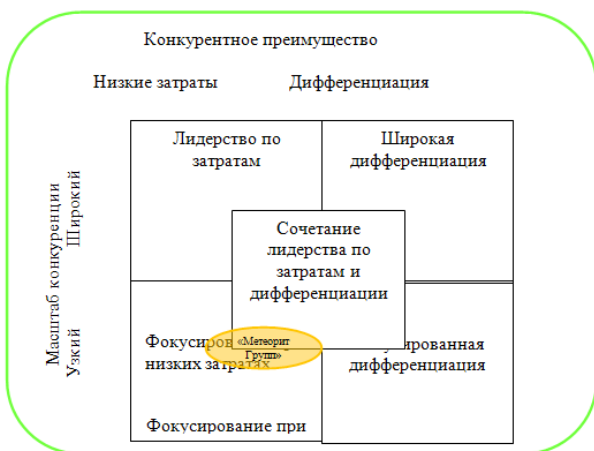 Конкурентное преимущество
Низкие затраты Дифференциация
Масштаб конкуренции
Узкий Широкий
Лидерство по
затратам
Широкая
дифференциация
Сочетание
лидерства по
затратам и
дифференциации
«Метеорит
Групп»
низких затратах
дифференциация
Фокусирование при